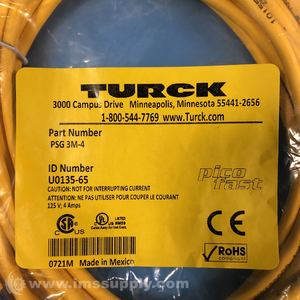 TURCK
3000 Campus Drive Minneapolis, Minnesota 55441-2656
1-800-544-7769 www.Turck.com
Part Number
PSG 3M-4
ID Number
U0135-65
CAUTION: NOT FOR INTERRUPTING CURRENT
ATTENTION: NE PAS UTILISER POUR COUPER LE COURANT
125 V; 4 Amps
pico fast
LISTED
RoHS
compliant
0721M Made in Mexico
© www.imssupply.com